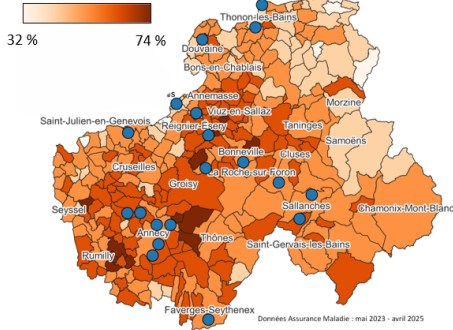 32 %
74 %
Thonon-les-Bains
Douvaine
Bons-en-Chablais
Annemasse
Morzine
Saint-Julien-en-Genevois
Viuz-en-Sallaz
Reignier-Ésery
Taninges
Samoëns
Bonneville
Cluses
Cruseilles
La Roche-sur-Foron
Groisy
Seyssel
Sallanches
Chamonix-Mont-Blanc
Annecy
Thônes
Saint-Gervais-les-Bains
Rumilly
Faverges-Seythenex
Données Assurance Maladie : mai 2023 - avril 2025